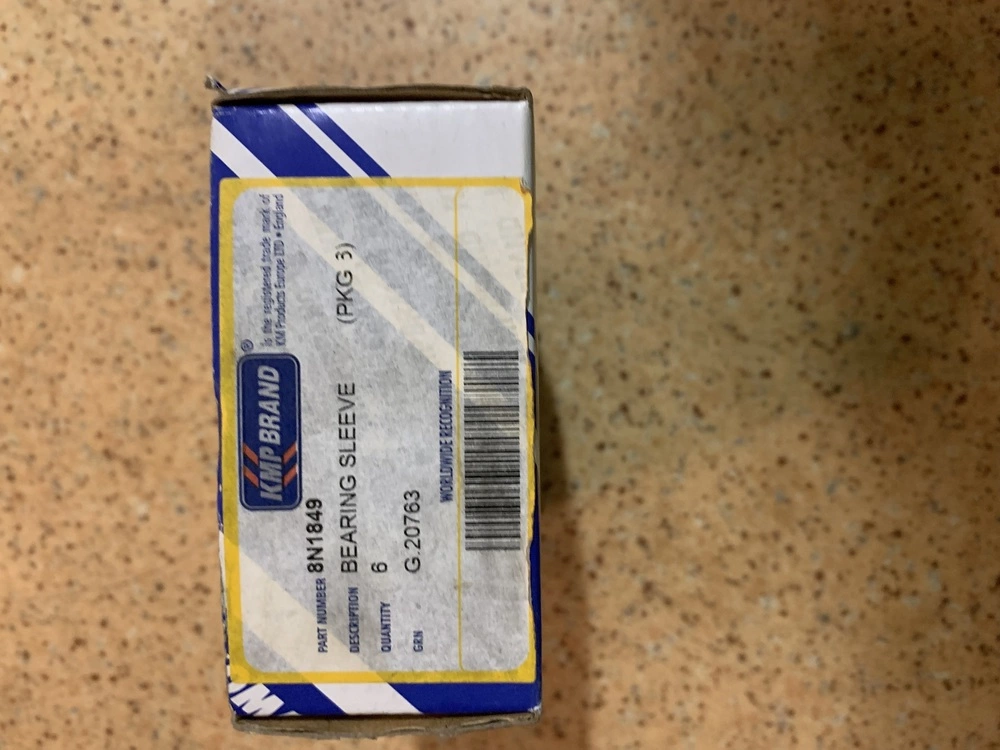 KMP BRAND®
is the registered trade mark of
KM Products Europe LTD • England
PART NUMBER 8N1849
DESCRIPTION BEARING SLEEVE (PKG 3)
QUANTITY 6
GRN G.20763
WORLDWIDE RECOGNITION